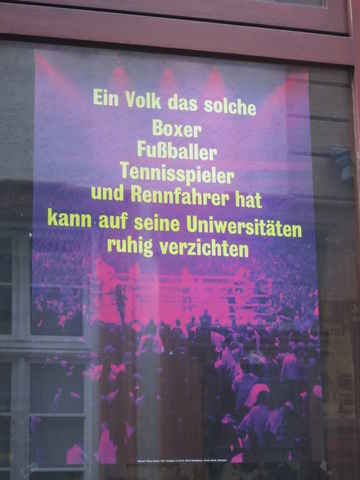 Ein Volk das solche
Boxer
Fußballer
Tennisspieler
und Rennfahrer hat
kann auf seine Uniwersitäten
ruhig verzichten